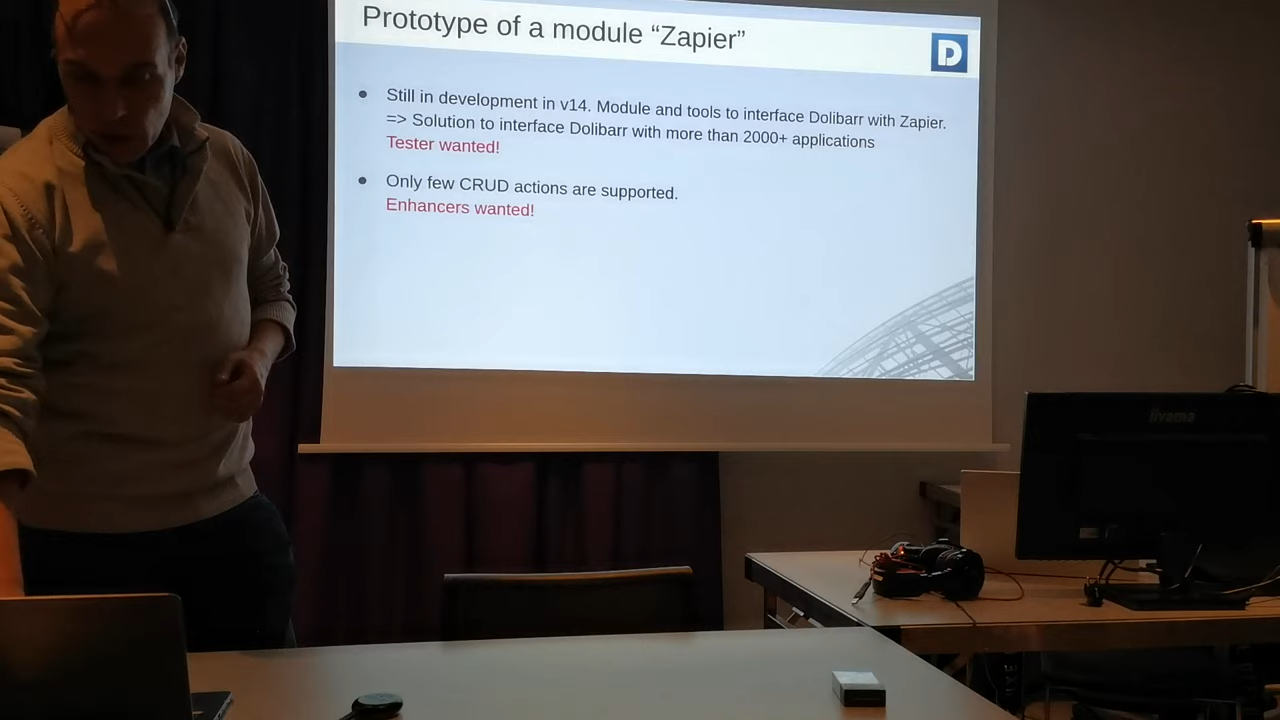 Prototype of a module “Zapier”
D
Still in development in v14. Module and tools to interface Dolibarr with Zapier.
=> Solution to interface Dolibarr with more than 2000+ applications
Tester wanted!
Only few CRUD actions are supported.
Enhancers wanted!
iiyama